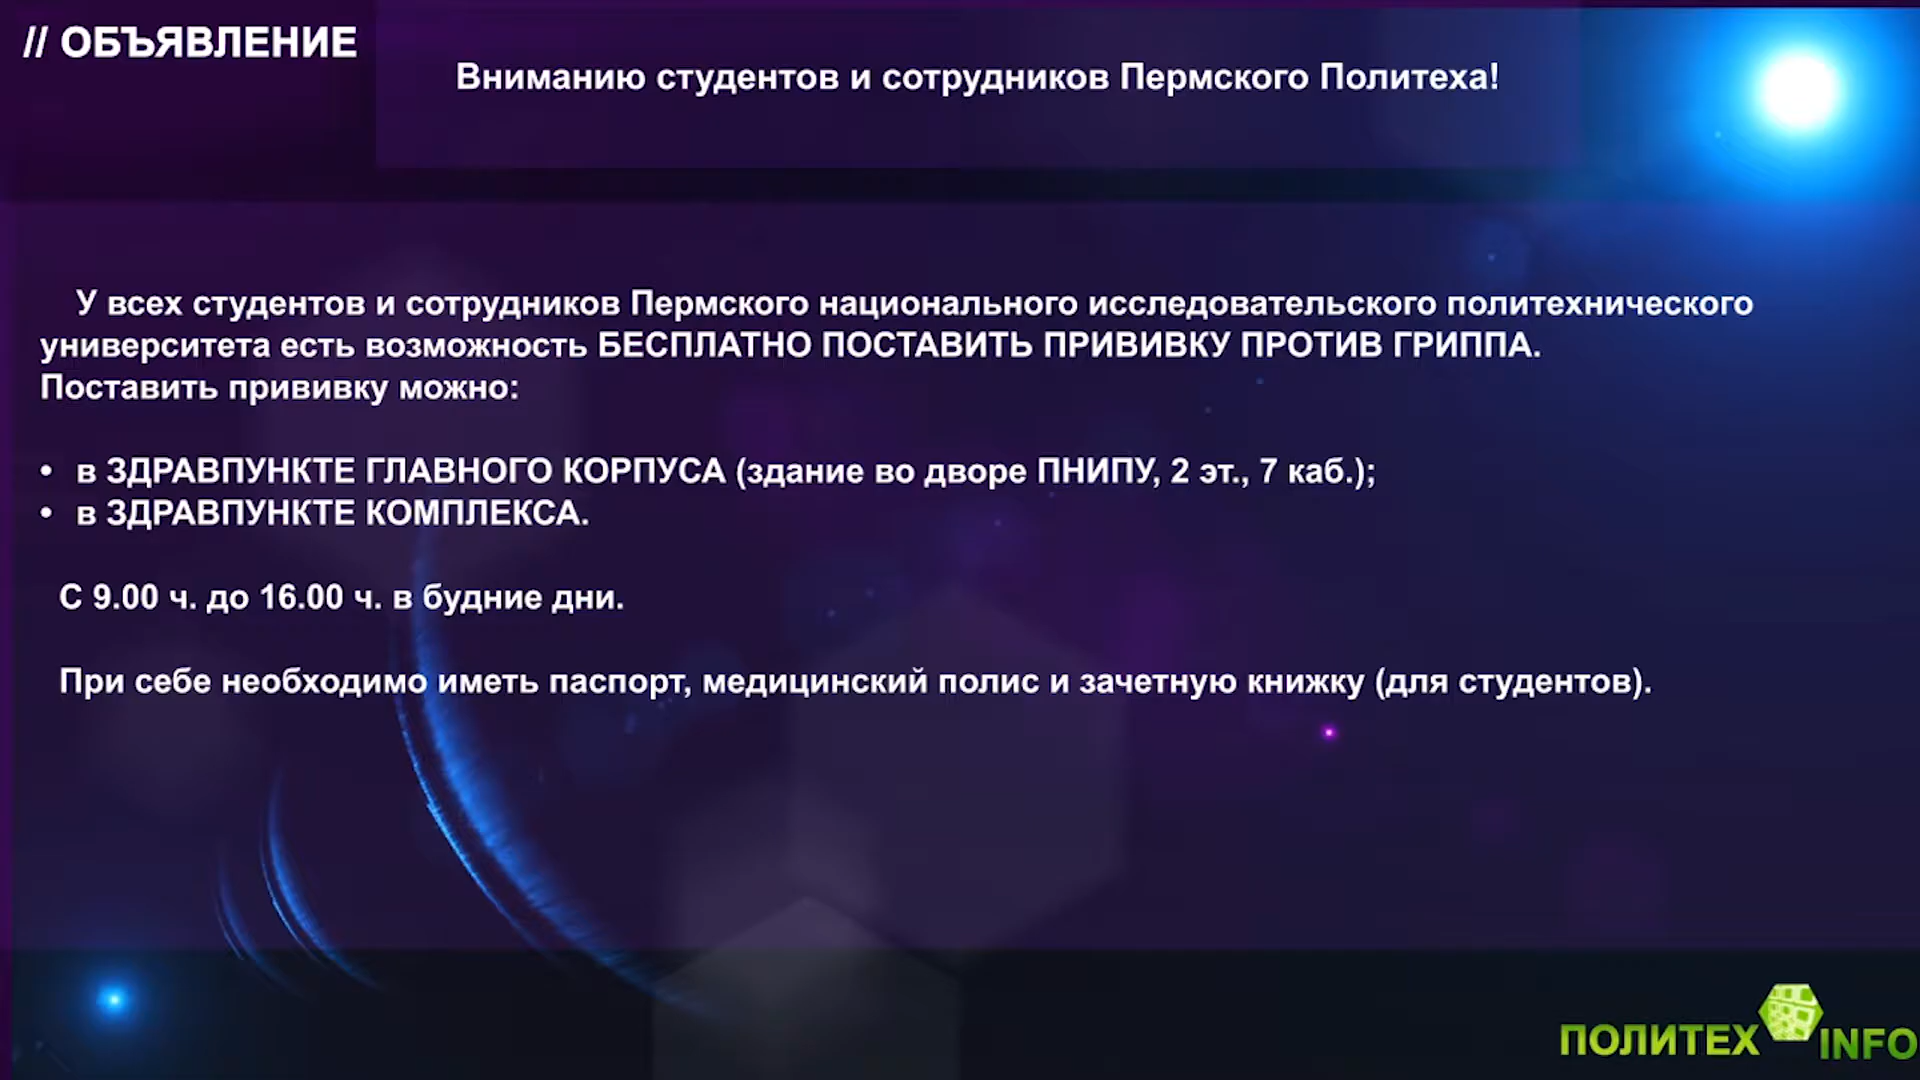 // ОБЪЯВЛЕНИЕ
Вниманию студентов и сотрудников Пермского Политеха!
У всех студентов и сотрудников Пермского национального исследовательского политехнического
университета есть возможность БЕСПЛАТНО ПОСТАВИТЬ ПРИВИВКУ ПРОТИВ ГРИППА.
Поставить прививку можно:
• в ЗДРАВПУНКТЕ ГЛАВНОГО КОРПУСА (здание во дворе ПНИПУ, 2 эт., 7 каб.);
• в ЗДРАВПУНКТЕ КОМПЛЕКСА.
С 9.00 ч. до 16.00 ч. в будние дни.
При себе необходимо иметь паспорт, медицинский полис и зачетную книжку (для студентов).
ПОЛИТЕХ INFO